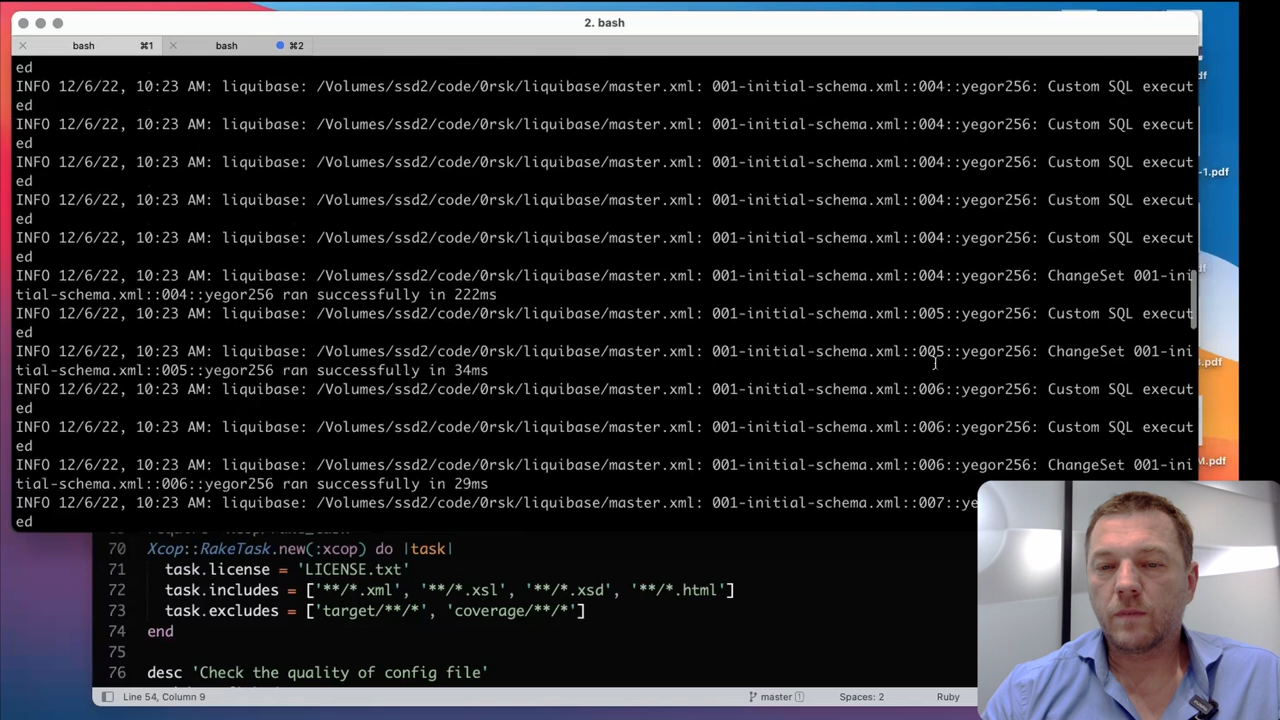 2. bash
bash ⌘1 bash ⌘2
ed
INFO 12/6/22, 10:23 AM: liquibase: /Volumes/ssd2/code/0rsk/liquibase/master.xml: 001-initial-schema.xml::004::yegor256: Custom SQL execut
ed
INFO 12/6/22, 10:23 AM: liquibase: /Volumes/ssd2/code/0rsk/liquibase/master.xml: 001-initial-schema.xml::004::yegor256: Custom SQL execut
ed
INFO 12/6/22, 10:23 AM: liquibase: /Volumes/ssd2/code/0rsk/liquibase/master.xml: 001-initial-schema.xml::004::yegor256: Custom SQL execut
ed
INFO 12/6/22, 10:23 AM: liquibase: /Volumes/ssd2/code/0rsk/liquibase/master.xml: 001-initial-schema.xml::004::yegor256: Custom SQL execut
ed
INFO 12/6/22, 10:23 AM: liquibase: /Volumes/ssd2/code/0rsk/liquibase/master.xml: 001-initial-schema.xml::004::yegor256: Custom SQL execut
ed
INFO 12/6/22, 10:23 AM: liquibase: /Volumes/ssd2/code/0rsk/liquibase/master.xml: 001-initial-schema.xml::004::yegor256: ChangeSet 001-ini
tial-schema.xml::004::yegor256 ran successfully in 222ms
INFO 12/6/22, 10:23 AM: liquibase: /Volumes/ssd2/code/0rsk/liquibase/master.xml: 001-initial-schema.xml::005::yegor256: Custom SQL execut
ed
INFO 12/6/22, 10:23 AM: liquibase: /Volumes/ssd2/code/0rsk/liquibase/master.xml: 001-initial-schema.xml::005::yegor256: ChangeSet 001-ini
tial-schema.xml::005::yegor256 ran successfully in 34ms
INFO 12/6/22, 10:23 AM: liquibase: /Volumes/ssd2/code/0rsk/liquibase/master.xml: 001-initial-schema.xml::006::yegor256: Custom SQL execut
ed
INFO 12/6/22, 10:23 AM: liquibase: /Volumes/ssd2/code/0rsk/liquibase/master.xml: 001-initial-schema.xml::006::yegor256: Custom SQL execut
ed
INFO 12/6/22, 10:23 AM: liquibase: /Volumes/ssd2/code/0rsk/liquibase/master.xml: 001-initial-schema.xml::006::yegor256: ChangeSet 001-ini
tial-schema.xml::006::yegor256 ran successfully in 29ms
INFO 12/6/22, 10:23 AM: liquibase: /Volumes/ssd2/code/0rsk/liquibase/master.xml: 001-initial-schema.xml::007::ye
ed
70 Xcop::RakeTask.new(:xcop) do |task|
71 task.license = 'LICENSE.txt'
72 task.includes = ['**/*.xml', '**/*.xsl', '**/*.xsd', '**/*.html']
73 task.excludes = ['target/**/*', 'coverage/**/*']
74 end
75
76 desc 'Check the quality of config file'
Line 54, Column 9 master 1 Spaces: 2 Ruby
-1.pdf